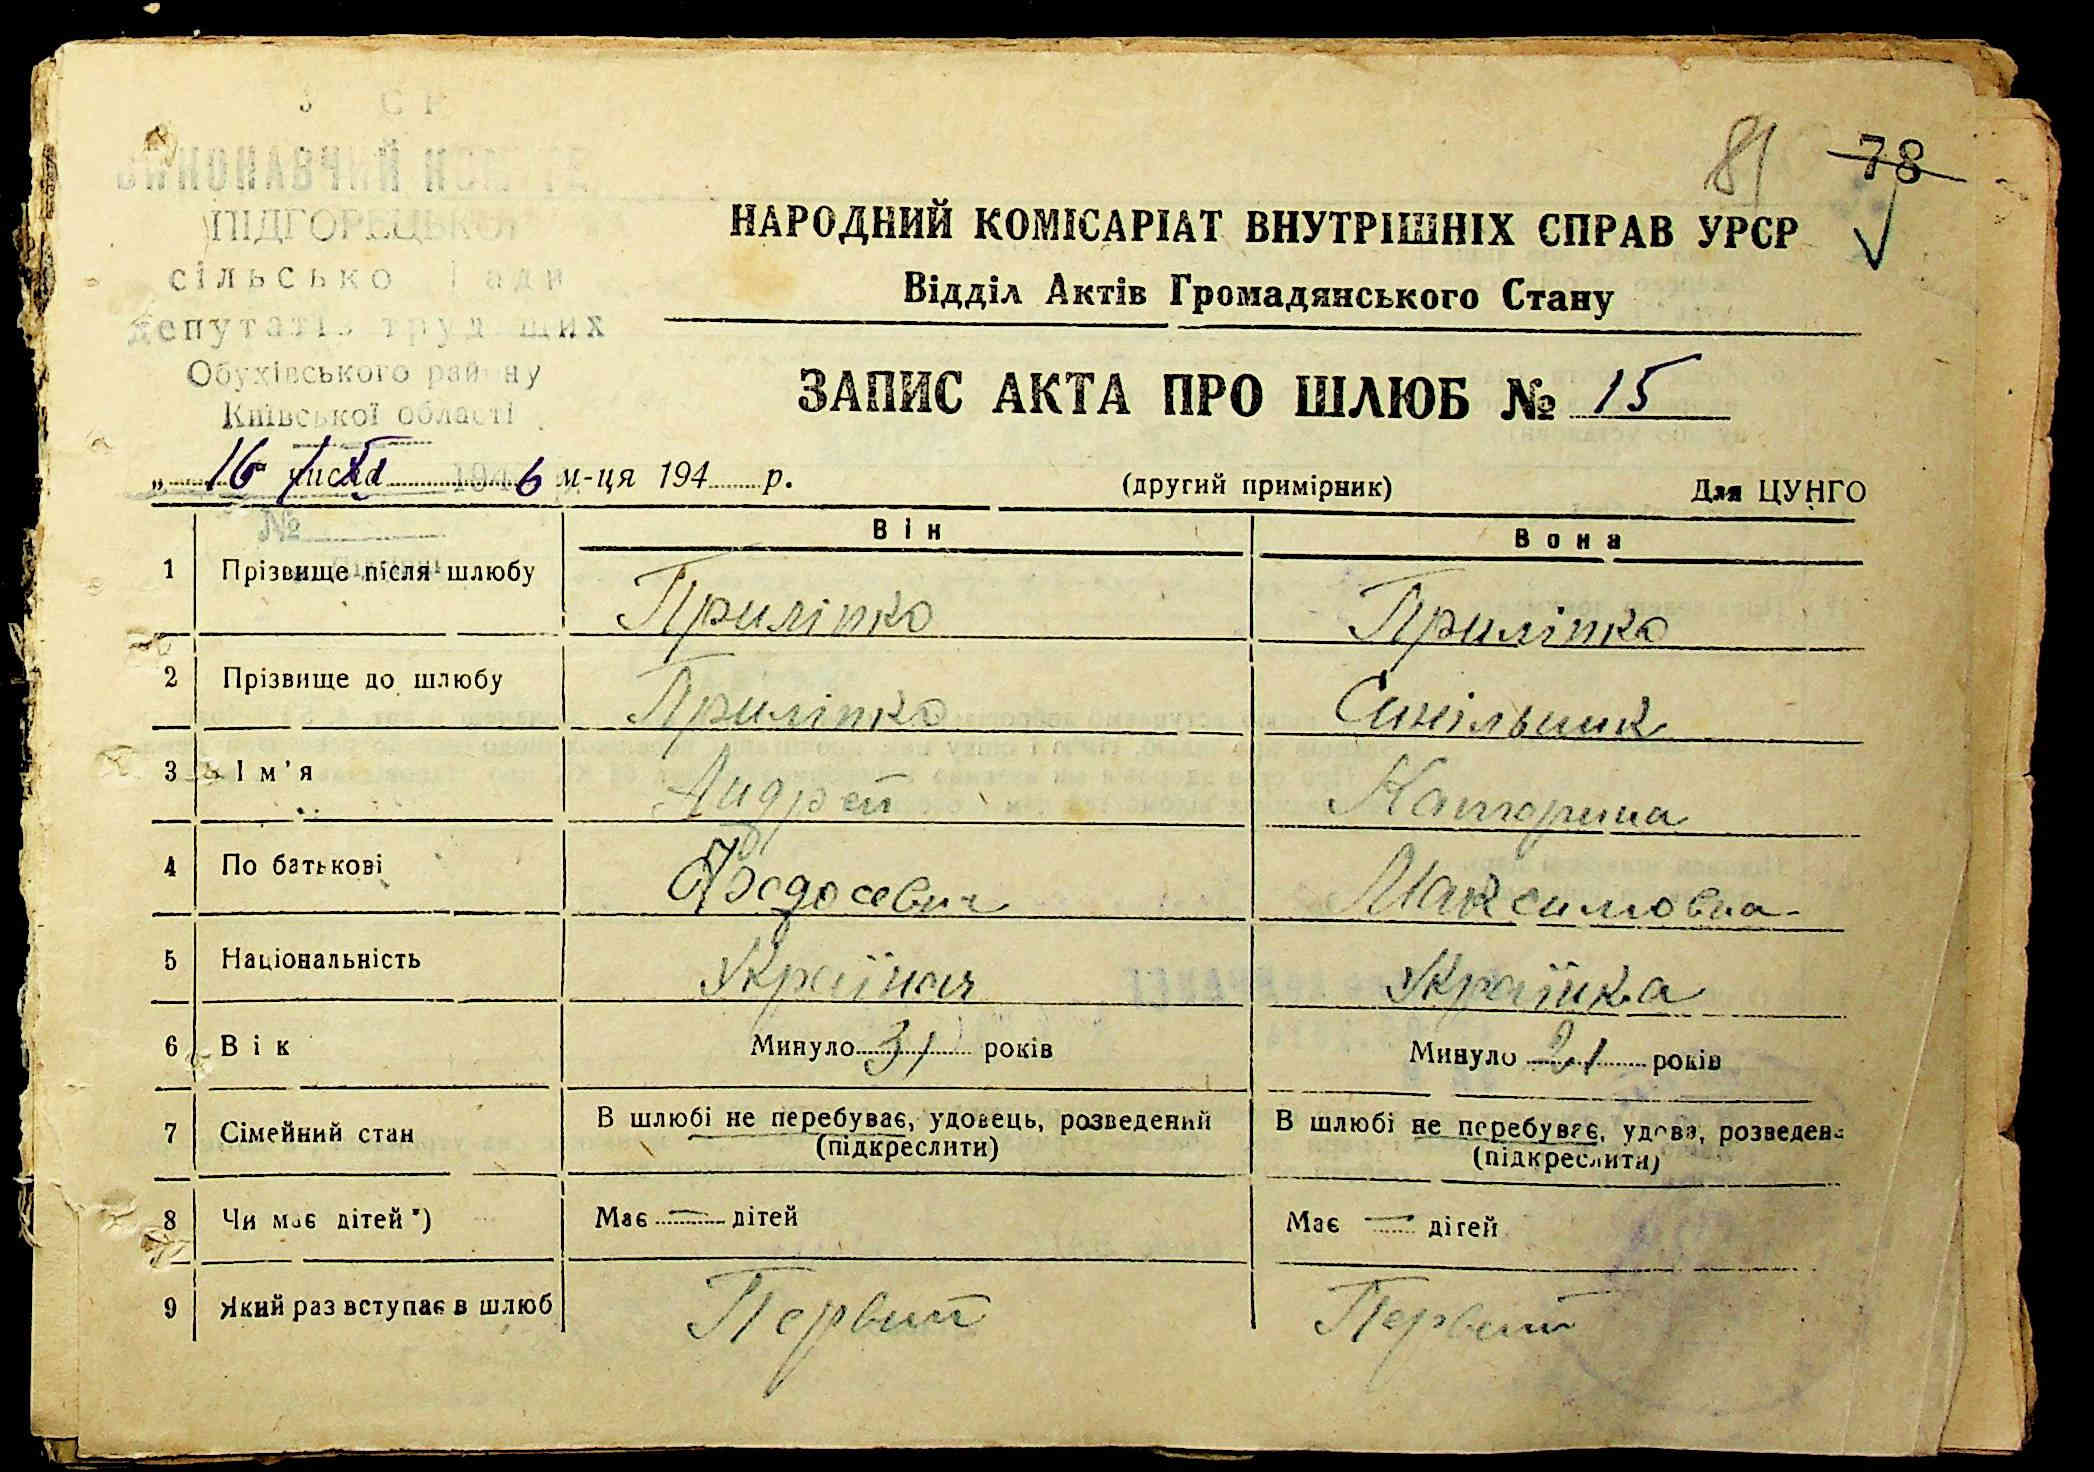 ВИКОНАВЧИЙ КОМІТЕТ
ПІДГОРЕЦЬКОЇ
сільської Ради
депутатів трудящих
Обухівського району
Київської області
81 78
НАРОДНИЙ КОМІСАРІАТ ВНУТРІШНІХ СПРАВ УРСР
Відділ Актів Громадянського Стану
ЗАПИС АКТА ПРО ШЛЮБ № 15
„ 16 числа 1946 м-ця 194 р. (другий примірник) Для ЦУНГО
№
Він Вона
1 Прізвище після шлюбу Приліпко Приліпко
2 Прізвище до шлюбу Приліпко Синільник
3 Ім'я Андрей Катерина
4 По батькові Федосевич Максимовна
5 Національність Українец Українка
6 Вік Минуло 31 років Минуло 21 років
7 Сімейний стан В шлюбі не перебуває, удовець, розведений В шлюбі не перебуває, удова, розведена
(підкреслити) (підкреслити)
8 Чи має дітей*) Має — дітей Має — дітей
9 Який раз вступає в шлюб Первий Первий